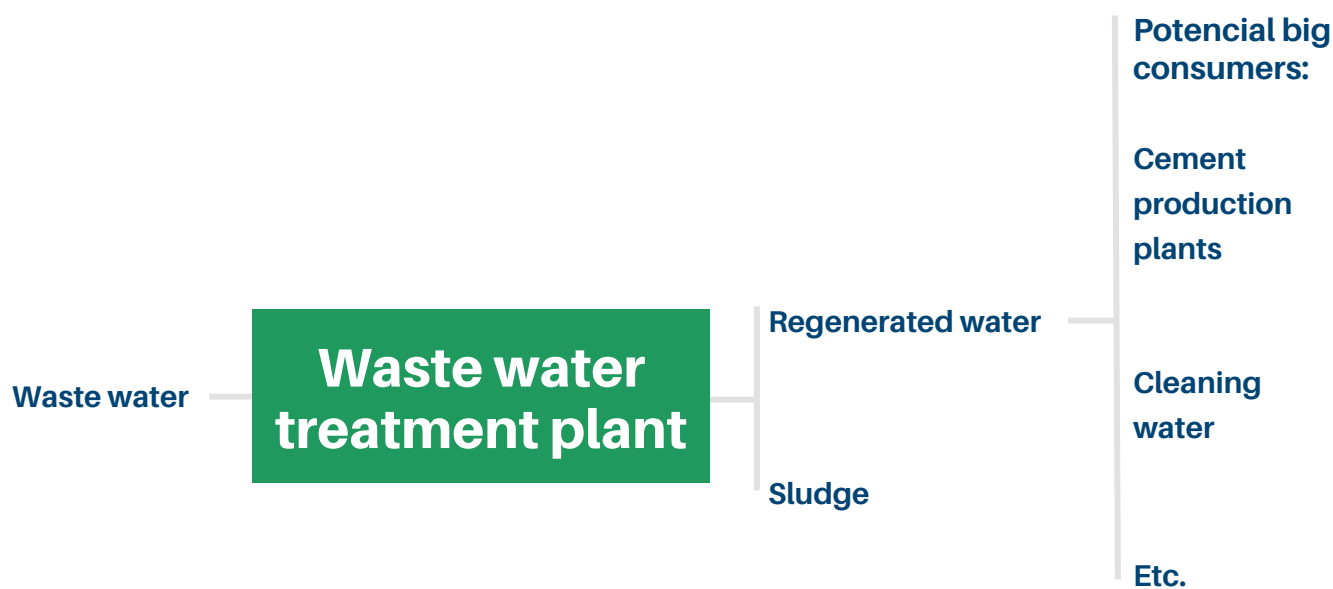 Waste water
Waste water
treatment plant
Regenerated water
Sludge
Potencial big
consumers:
Cement
production
plants
Cleaning
water
Etc.